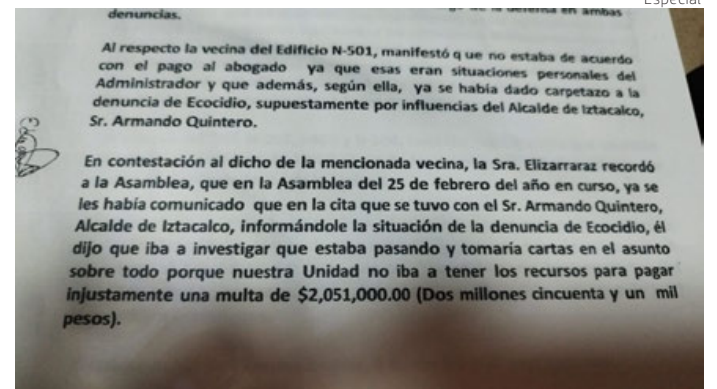 Especial
defensa en ambas
denuncias.
Al respecto la vecina del Edificio N-501, manifestó q ue no estaba de acuerdo
con el pago al abogado ya que esas eran situaciones personales del
Administrador y que además, según ella, ya se había dado carpetazo a la
denuncia de Ecocidio, supuestamente por influencias del Alcalde de Iztacalco,
Sr. Armando Quintero.
En contestación al dicho de la mencionada vecina, la Sra. Elizarraraz recordó
a la Asamblea, que en la Asamblea del 25 de febrero del año en curso, ya se
les había comunicado que en la cita que se tuvo con el Sr. Armando Quintero,
Alcalde de Iztacalco, informándole la situación de la denuncia de Ecocidio, él
dijo que iba a investigar que estaba pasando y tomaría cartas en el asunto
sobre todo porque nuestra Unidad no iba a tener los recursos para pagar
injustamente una multa de $2,051,000.00 (Dos millones cincuenta y un mil
pesos).